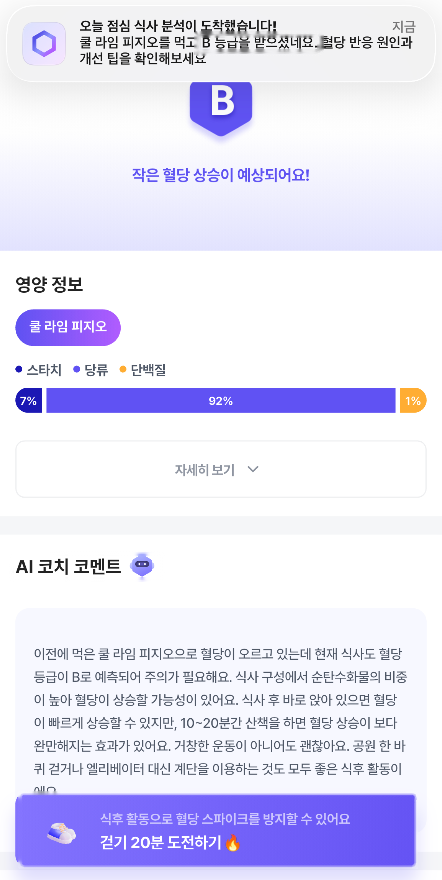 오늘 점심 식사 분석이 도착했습니다!
지금
쿨 라임 피지오를 먹고 B 등급을 받으셨네요. 혈당 반응 원인과
개선 팁을 확인해보세요
B
작은 혈당 상승이 예상되어요!
영양 정보
쿨 라임 피지오
스타치 당류 단백질
7% 92% 1%
자세히 보기
AI 코치 코멘트
이전에 먹은 쿨 라임 피지오으로 혈당이 오르고 있는데 현재 식사도 혈당
등급이 B로 예측되어 주의가 필요해요. 식사 구성에서 순탄수화물의 비중
이 높아 혈당이 상승할 가능성이 있어요. 식사 후 바로 앉아 있으면 혈당
이 빠르게 상승할 수 있지만, 10~20분간 산책을 하면 혈당 상승이 보다
완만해지는 효과가 있어요. 거창한 운동이 아니어도 괜찮아요. 공원 한 바
퀴 걷거나 엘리베이터 대신 계단을 이용하는 것도 모두 좋은 식후 활동이
식후 활동으로 혈당 스파이크를 방지할 수 있어요
걷기 20분 도전하기🔥